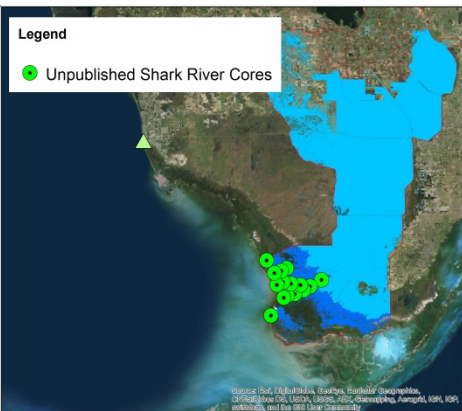 Legend
Unpublished Shark River Cores
Source: Esri, DigitalGlobe, GeoEye, Earthstar Geographics,
CNES/Airbus DS, USDA, USGS, AEX, Getmapping, Aerogrid, IGN, IGP,
swisstopo, and the GIS User Community